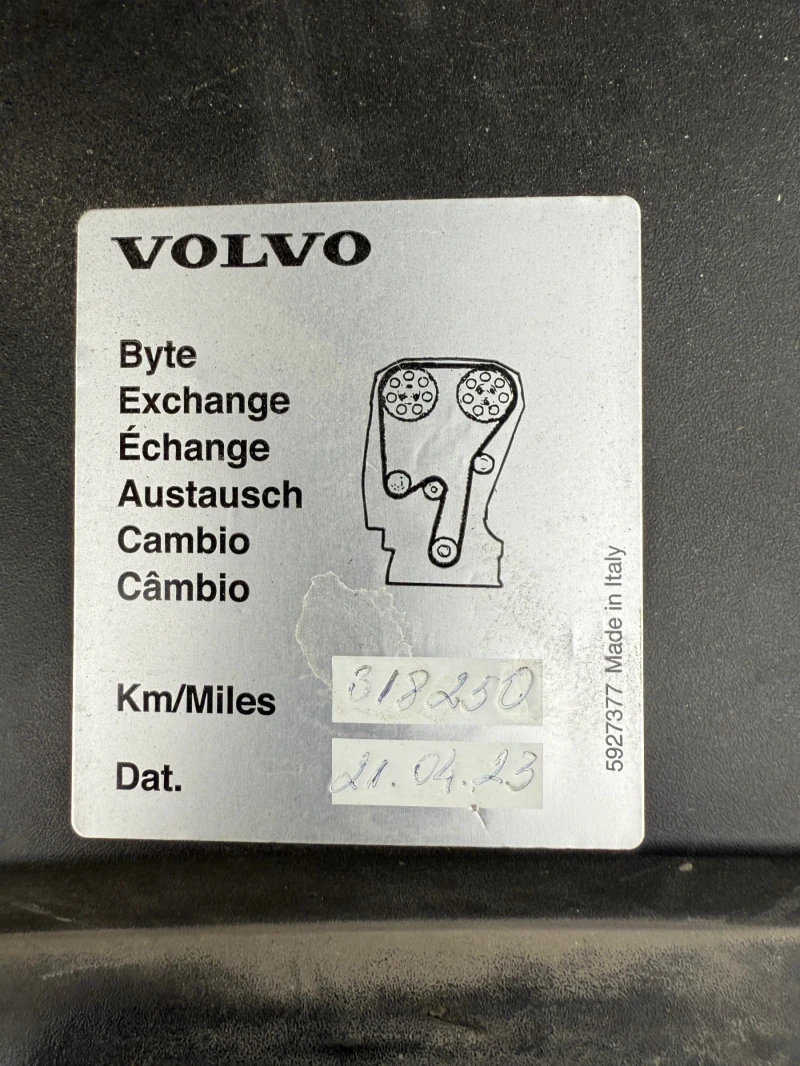 VOLVO
Byte
Exchange
Échange
Austausch
Cambio
Câmbio
Km/Miles 318250
Dat. 21.04.23
5927377 Made in Italy